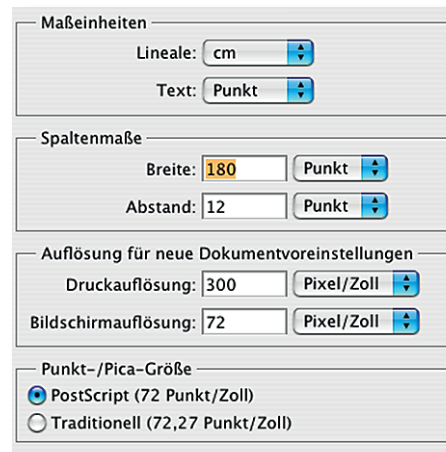 Maßeinheiten
Lineale: cm
Text: Punkt
Spaltenmaße
Breite: 180 Punkt
Abstand: 12 Punkt
Auflösung für neue Dokumentvoreinstellungen
Druckauflösung: 300 Pixel/Zoll
Bildschirmauflösung: 72 Pixel/Zoll
Punkt-/Pica-Größe
PostScript (72 Punkt/Zoll)
Traditionell (72,27 Punkt/Zoll)